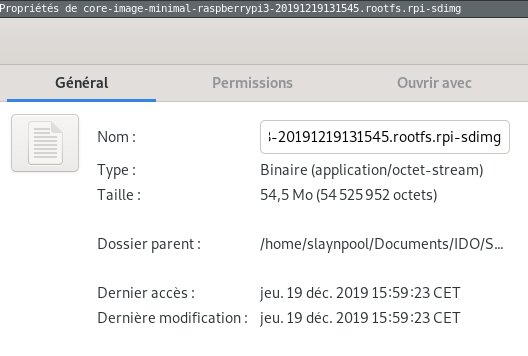 Propriétés de core-image-minimal-raspberrypi3-20191219131545.rootfs.rpi-sdimg
Général Permissions Ouvrir avec
Nom : 3-20191219131545.rootfs.rpi-sdimg
Type : Binaire (application/octet-stream)
Taille : 54,5 Mo (54 525 952 octets)
Dossier parent : /home/slaynpool/Documents/IDO/S...
Dernier accès : jeu. 19 déc. 2019 15:59:23 CET
Dernière modification : jeu. 19 déc. 2019 15:59:23 CET